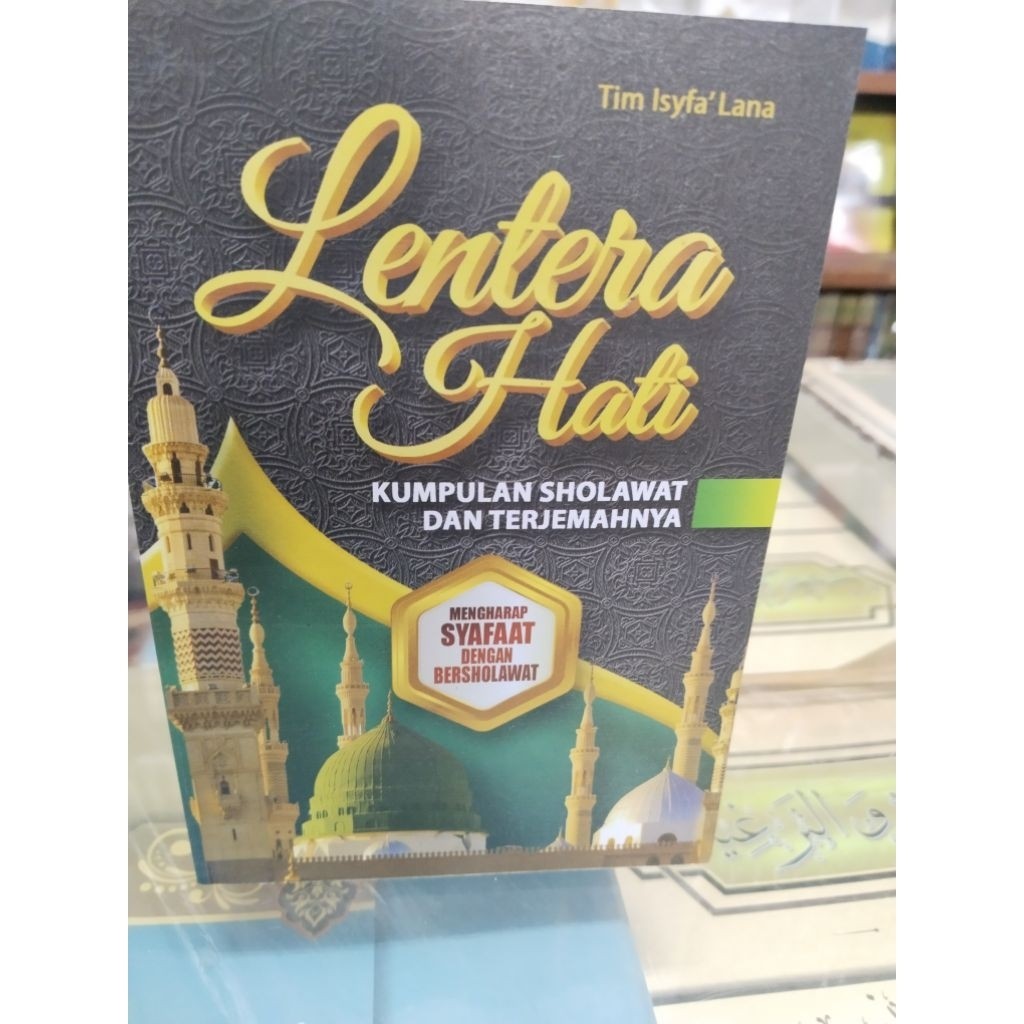 Tim Isyfa' Lana
Lentera
Hati
KUMPULAN SHOLAWAT
DAN TERJEMAHNYA
MENGHARAP
SYAFAAT
DENGAN
BERSHOLAWAT